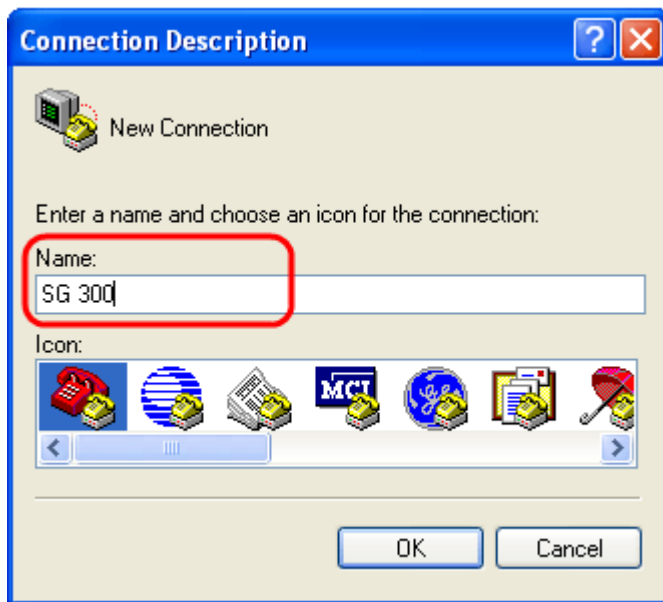 Connection Description
New Connection
Enter a name and choose an icon for the connection:
Name:
SG 300
Icon:
MCI
OK Cancel